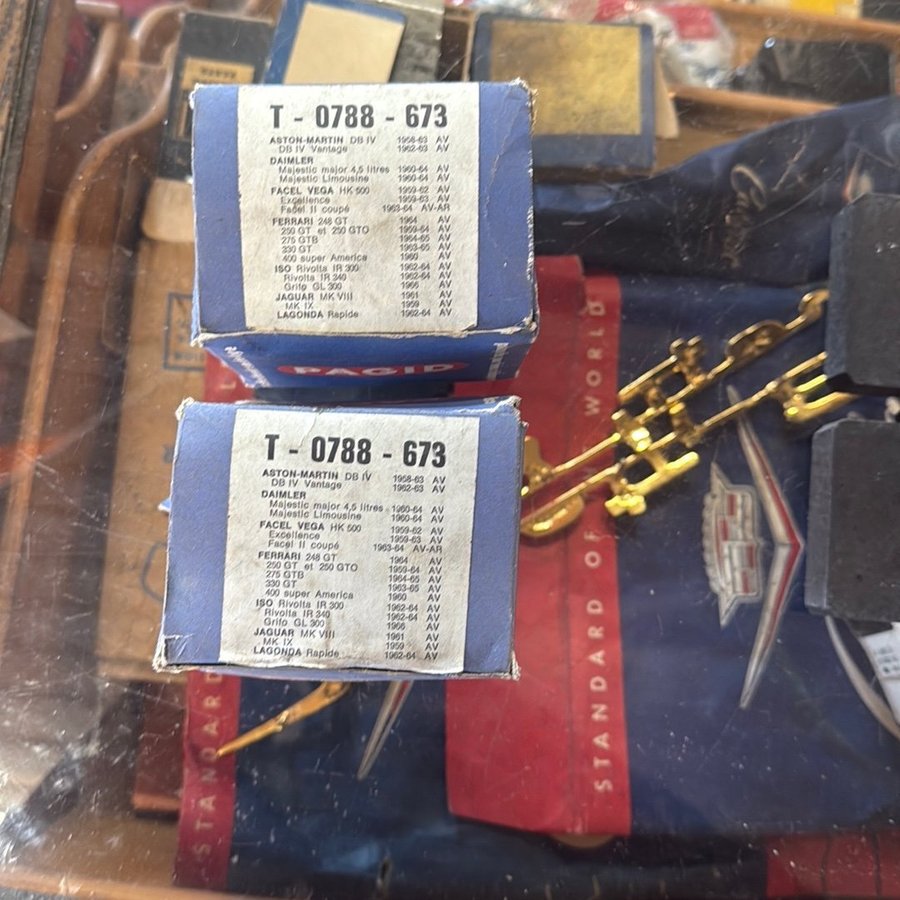 T - 0788 - 673
ASTON-MARTIN DB IV 1958-63 AV
DB IV Vantage 1962-63 AV
DAIMLER
Majestic major 4,5 litres 1960-64 AV
Majestic Limousine 1960-64 AV
FACEL VEGA HK 500 1959-62 AV
Excellence 1959-63 AV
Facel II coupé 1963-64 AV-AR
FERRARI 248 GT 1964 AV
250 GT et 250 GTO 1959-64 AV
275 GTB 1964-65 AV
330 GT 1963-65 AV
400 super America 1960 AV
ISO Rivolta IR 300 1962-64 AV
Rivolta IR 340 1962-64 AV
Grifo GL 300 1966 AV
JAGUAR MK VIII 1961 AV
MK IX 1959 AV
LAGONDA Rapide 1962-64 AV
PAGID
T - 0788 - 673
ASTON-MARTIN DB IV 1958-63 AV
DB IV Vantage 1962-63 AV
DAIMLER
Majestic major 4,5 litres 1960-64 AV
Majestic Limousine 1960-64 AV
FACEL VEGA HK 500 1959-62 AV
Excellence 1959-63 AV
Facel II coupé 1963-64 AV-AR
FERRARI 248 GT 1964 AV
250 GT et 250 GTO 1959-64 AV
275 GTB 1964-65 AV
330 GT 1963-65 AV
400 super America 1960 AV
ISO Rivolta IR 300 1962-64 AV
Rivolta IR 340 1962-64 AV
Grifo GL 300 1966 AV
JAGUAR MK VIII 1961 AV
MK IX 1959 AV
LAGONDA Rapide 1962-64 AV
STANDARD OF WORLD
STANDARD